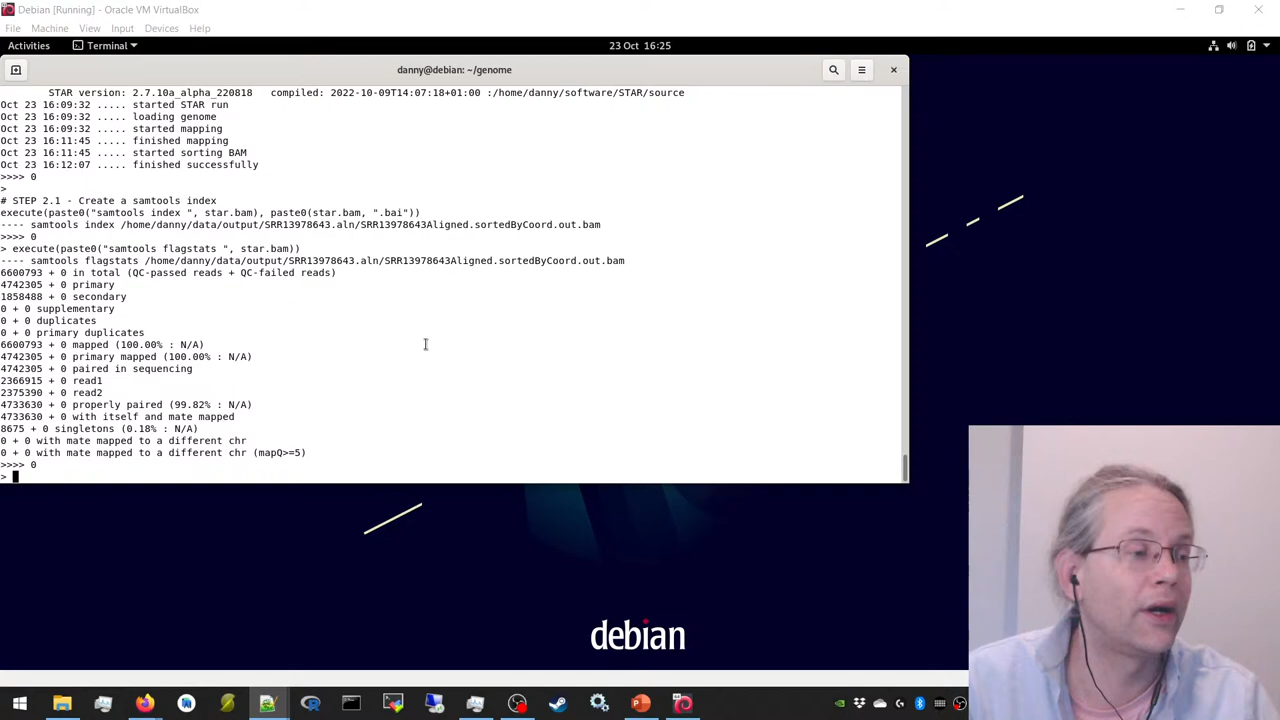 Debian [Running] - Oracle VM VirtualBox
File Machine View Input Devices Help
Activities Terminal 23 Oct 16:25
danny@debian: ~/genome
STAR version: 2.7.10a_alpha_220818 compiled: 2022-10-09T14:07:18+01:00 :/home/danny/software/STAR/source
Oct 23 16:09:32 ..... started STAR run
Oct 23 16:09:32 ..... loading genome
Oct 23 16:09:32 ..... started mapping
Oct 23 16:11:45 ..... finished mapping
Oct 23 16:11:45 ..... started sorting BAM
Oct 23 16:12:07 ..... finished successfully
>>>> 0
>
# STEP 2.1 - Create a samtools index
execute(paste0("samtools index ", star.bam), paste0(star.bam, ".bai"))
---- samtools index /home/danny/data/output/SRR13978643.aln/SRR13978643Aligned.sortedByCoord.out.bam
>>>> 0
> execute(paste0("samtools flagstats ", star.bam))
---- samtools flagstats /home/danny/data/output/SRR13978643.aln/SRR13978643Aligned.sortedByCoord.out.bam
6600793 + 0 in total (QC-passed reads + QC-failed reads)
4742305 + 0 primary
1858488 + 0 secondary
0 + 0 supplementary
0 + 0 duplicates
0 + 0 primary duplicates
6600793 + 0 mapped (100.00% : N/A)
4742305 + 0 primary mapped (100.00% : N/A)
4742305 + 0 paired in sequencing
2366915 + 0 read1
2375390 + 0 read2
4733630 + 0 properly paired (99.82% : N/A)
4733630 + 0 with itself and mate mapped
8675 + 0 singletons (0.18% : N/A)
0 + 0 with mate mapped to a different chr
0 + 0 with mate mapped to a different chr (mapQ>=5)
>>>> 0
>
debian